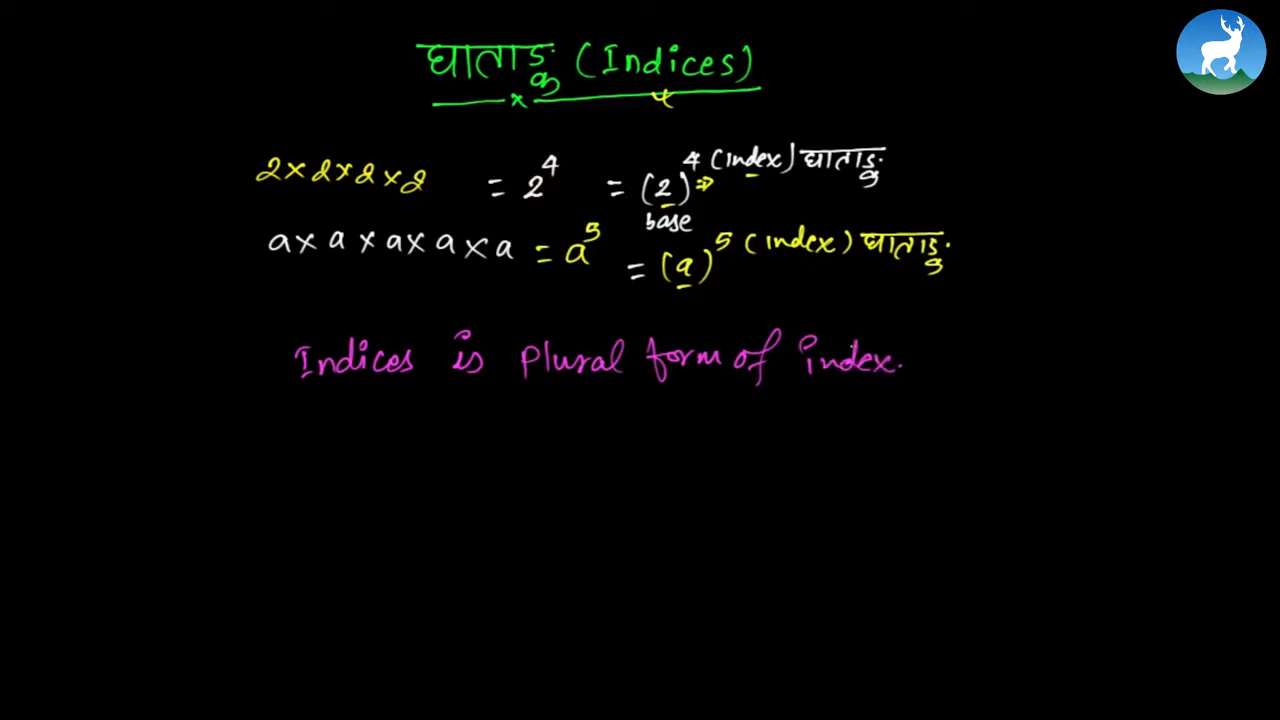 घाताङ्क (Indices)
2×2×2×2 = 2⁴ = (2)⁴ ⇒ (index) घाताङ्क
base
a×a×a×a×a = a⁵ = (a)⁵ (index) घाताङ्क
Indices is plural form of index.